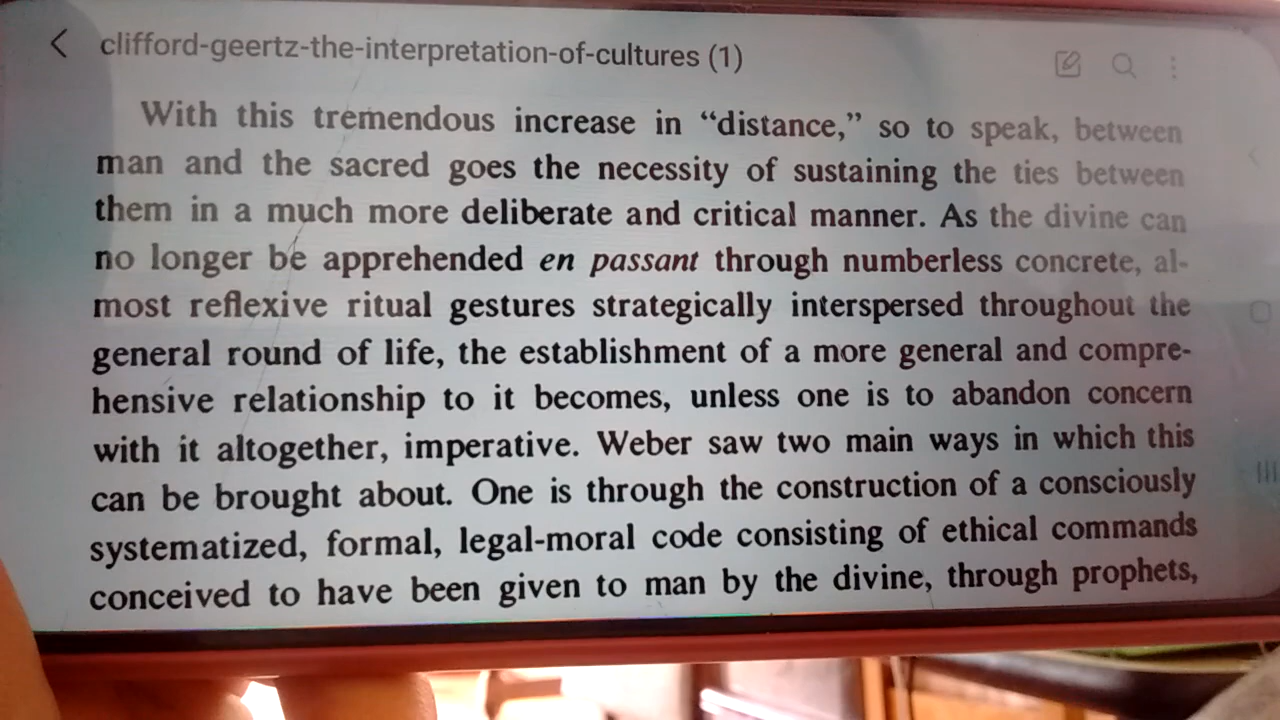 clifford-geertz-the-interpretation-of-cultures (1)
With this tremendous increase in “distance,” so to speak, between
man and the sacred goes the necessity of sustaining the ties between
them in a much more deliberate and critical manner. As the divine can
no longer be apprehended en passant through numberless concrete, al-
most reflexive ritual gestures strategically interspersed throughout the
general round of life, the establishment of a more general and compre-
hensive relationship to it becomes, unless one is to abandon concern
with it altogether, imperative. Weber saw two main ways in which this
can be brought about. One is through the construction of a consciously
systematized, formal, legal-moral code consisting of ethical commands
conceived to have been given to man by the divine, through prophets,